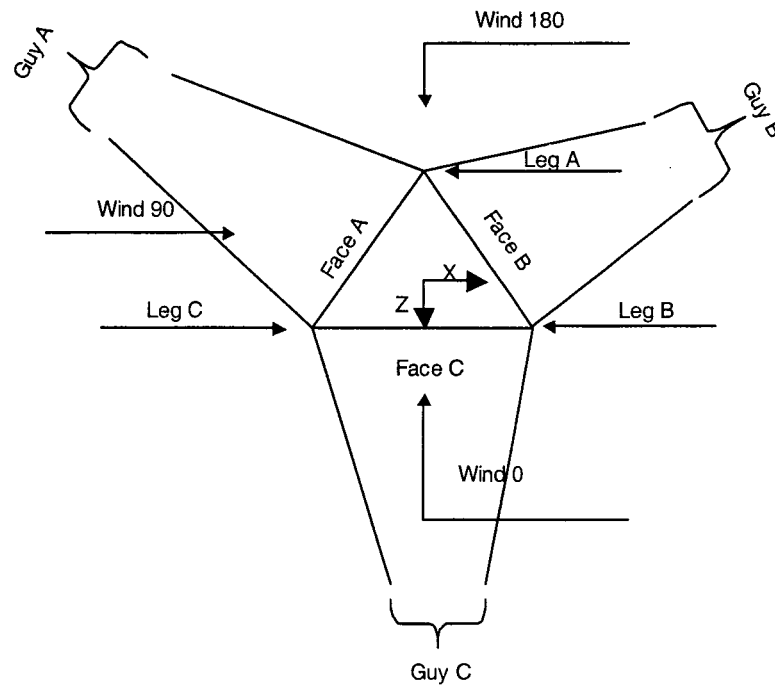 Wind 180
Guy A
Guy B
Leg A
Wind 90
Face A
Face B
X
Z
Leg C
Leg B
Face C
Wind 0
Guy C